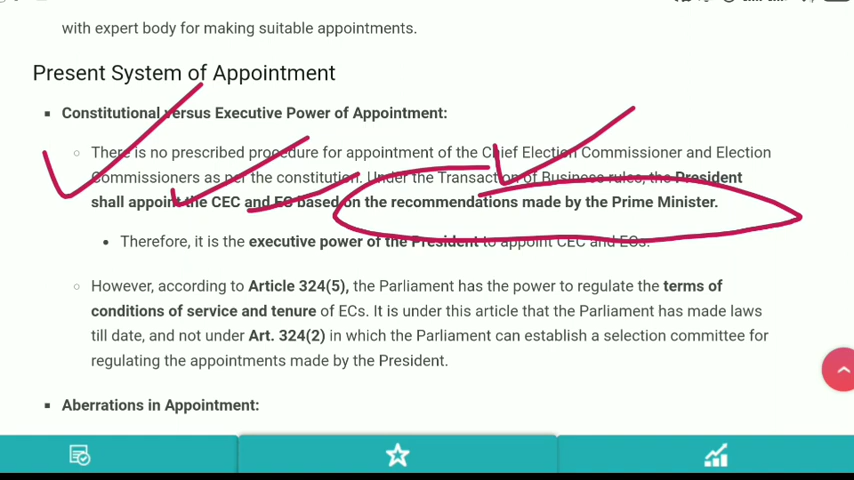 with expert body for making suitable appointments.
Present System of Appointment
Constitutional versus Executive Power of Appointment:
There is no prescribed procedure for appointment of the Chief Election Commissioner and Election
Commissioners as per the constitution. Under the Transaction of Business rules, the President
shall appoint the CEC and EC based on the recommendations made by the Prime Minister.
Therefore, it is the executive power of the President to appoint CEC and ECs.
However, according to Article 324(5), the Parliament has the power to regulate the terms of
conditions of service and tenure of ECs. It is under this article that the Parliament has made laws
till date, and not under Art. 324(2) in which the Parliament can establish a selection committee for
regulating the appointments made by the President.
Aberrations in Appointment: